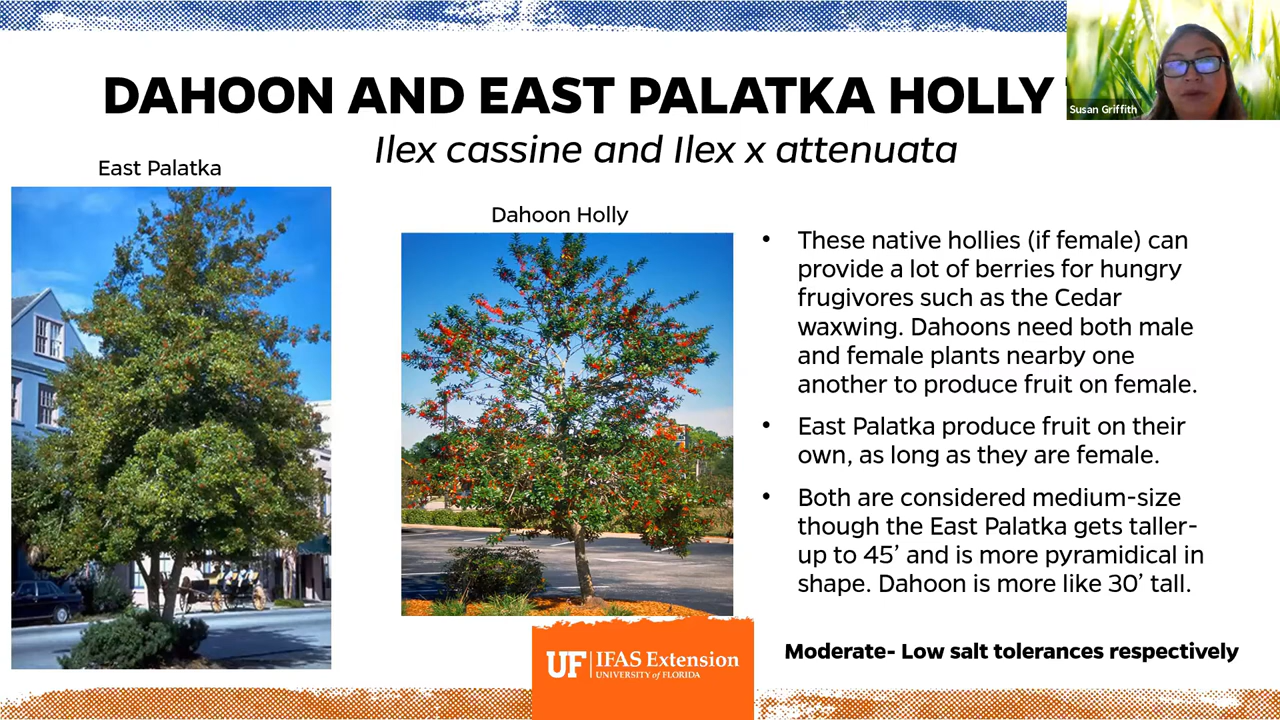 DAHOON AND EAST PALATKA HOLLY
Susan Griffith
Ilex cassine and Ilex x attenuata
East Palatka
Dahoon Holly
• These native hollies (if female) can
provide a lot of berries for hungry
frugivores such as the Cedar
waxwing. Dahoons need both male
and female plants nearby one
another to produce fruit on female.
• East Palatka produce fruit on their
own, as long as they are female.
• Both are considered medium-size
though the East Palatka gets taller-
up to 45’ and is more pyramidical in
shape. Dahoon is more like 30’ tall.
Moderate- Low salt tolerances respectively
UF IFAS Extension
UNIVERSITY of FLORIDA